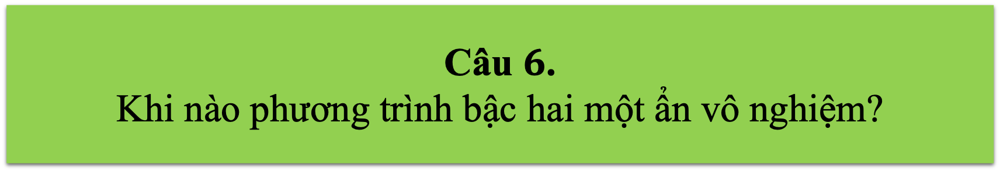 Câu 6.
Khi nào phương trình bậc hai một ẩn vô nghiệm?